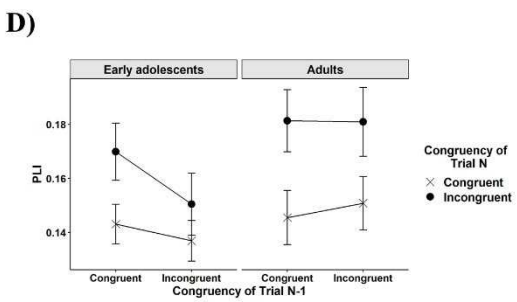 D)
Early adolescents
Adults
0.18
0.16
0.14
PLI
Congruent
Incongruent
Congruent
Incongruent
Congruency of Trial N-1
Congruency of
Trial N
Congruent
Incongruent